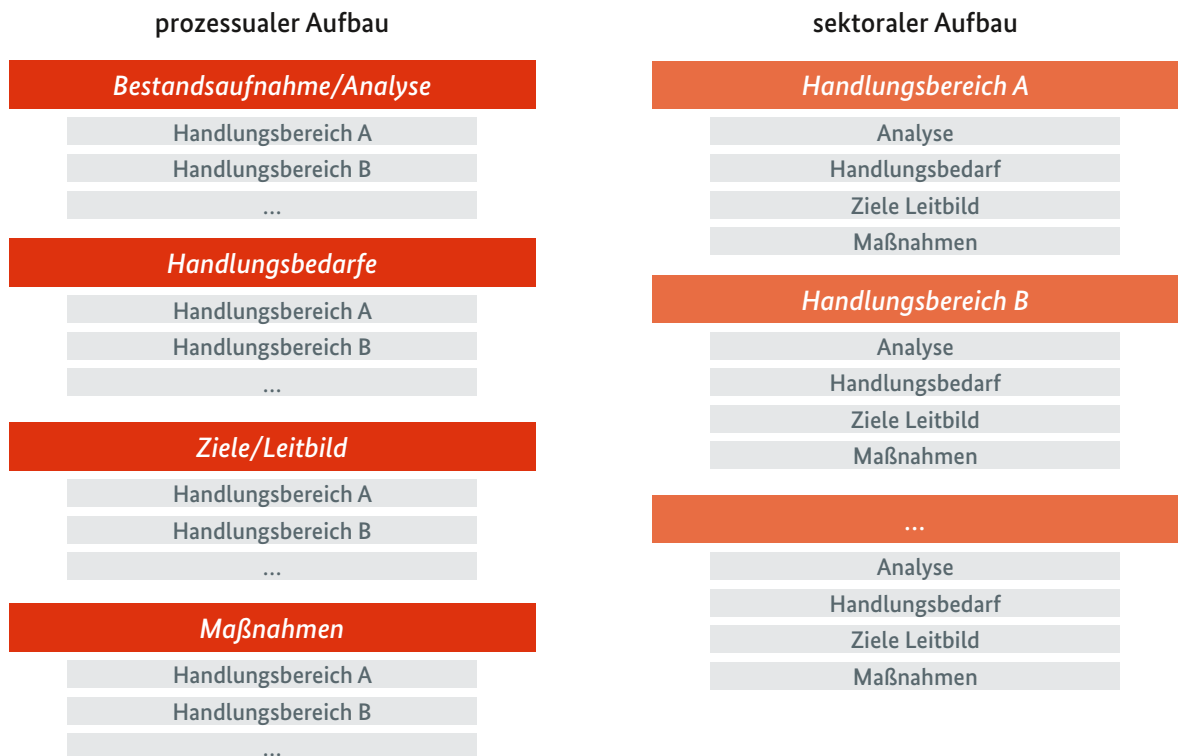 prozessualer Aufbau
Bestandsaufnahme/Analyse
Handlungsbereich A
Handlungsbereich B
...
Handlungsbedarfe
Handlungsbereich A
Handlungsbereich B
...
Ziele/Leitbild
Handlungsbereich A
Handlungsbereich B
...
Maßnahmen
Handlungsbereich A
Handlungsbereich B
...
sektoraler Aufbau
Handlungsbereich A
Analyse
Handlungsbedarf
Ziele Leitbild
Maßnahmen
Handlungsbereich B
Analyse
Handlungsbedarf
Ziele Leitbild
Maßnahmen
...
Analyse
Handlungsbedarf
Ziele Leitbild
Maßnahmen